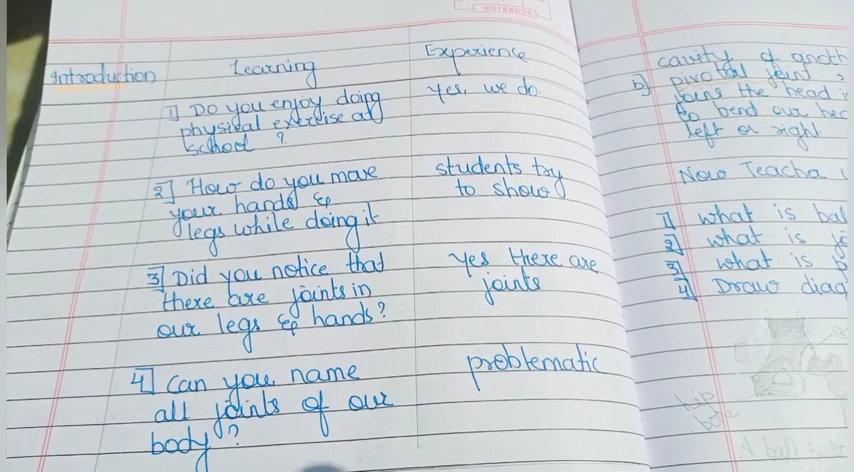 NOTEBOOK
Introduction Learning Experience
1] Do you enjoy doing
physical exercise at
school ?
Yes, we do
2] How do you move
your hands &
legs while doing it
students try
to show
3] Did you notice that
there are joints in
our legs & hands?
yes there are
joints
4] Can you name
all joints of our
body?
problematic
cavity of
b) pivotal joint,
joins the head
to bend our
left or right
Now Teacher
1] what is
2] what is
3] what is
4] Draw
hip
bone
A ball